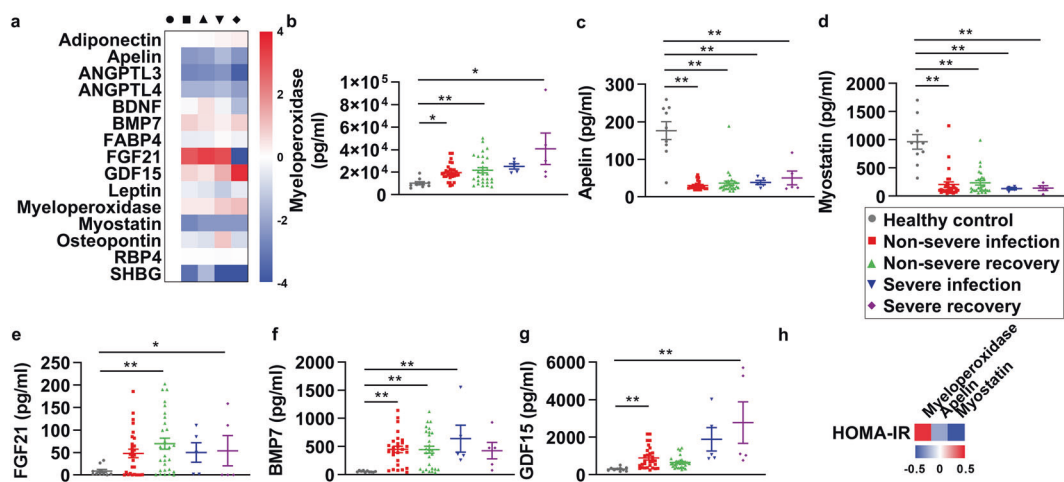 a
Adiponectin
Apelin
ANGPTL3
ANGPTL4
BDNF
BMP7
FABP4
FGF21
GDF15
Leptin
Myeloperoxidase
Myostatin
Osteopontin
RBP4
SHBG
4
2
0
-2
-4
b
Myeloperoxidase
(pg/ml)
1×10⁵
8×10⁴
6×10⁴
4×10⁴
2×10⁴
0
*
**
*
c
Apelin (pg/ml)
300
200
100
0
**
**
**
**
d
Myostatin (pg/ml)
2000
1500
1000
500
0
**
**
**
**
Healthy control
Non-severe infection
Non-severe recovery
Severe infection
Severe recovery
e
FGF21 (pg/ml)
250
200
150
100
50
0
*
**
f
BMP7 (pg/ml)
2000
1500
1000
500
0
**
**
**
g
GDF15 (pg/ml)
6000
4000
2000
0
**
**
h
Myeloperoxidase
Apelin
Myostatin
HOMA-IR
-0.5
0
0.5